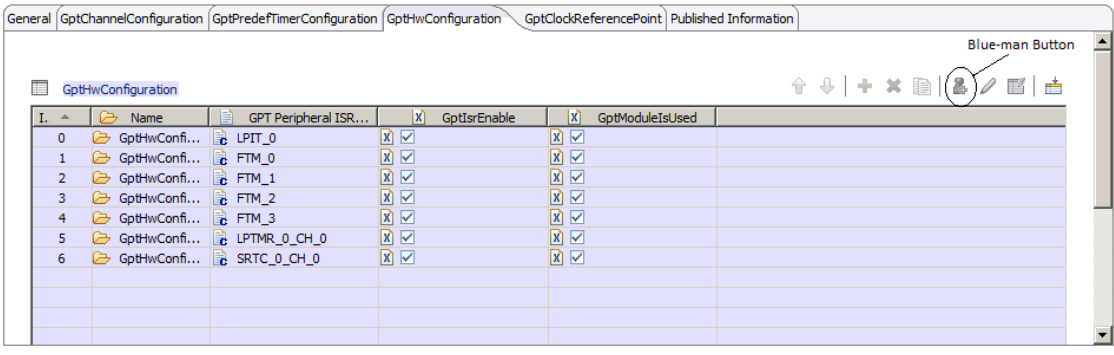 General GptChannelConfiguration GptPredefTimerConfiguration GptHwConfiguration GptClockReferencePoint Published Information
Blue-man Button
GptHwConfiguration
I. Name GPT Peripheral ISR... X GptIsrEnable X GptModuleIsUsed
0 GptHwConfi... c LPIT_0 X X
1 GptHwConfi... c FTM_0 X X
2 GptHwConfi... c FTM_1 X X
3 GptHwConfi... c FTM_2 X X
4 GptHwConfi... c FTM_3 X X
5 GptHwConfi... c LPTMR_0_CH_0 X X
6 GptHwConfi... c SRTC_0_CH_0 X X